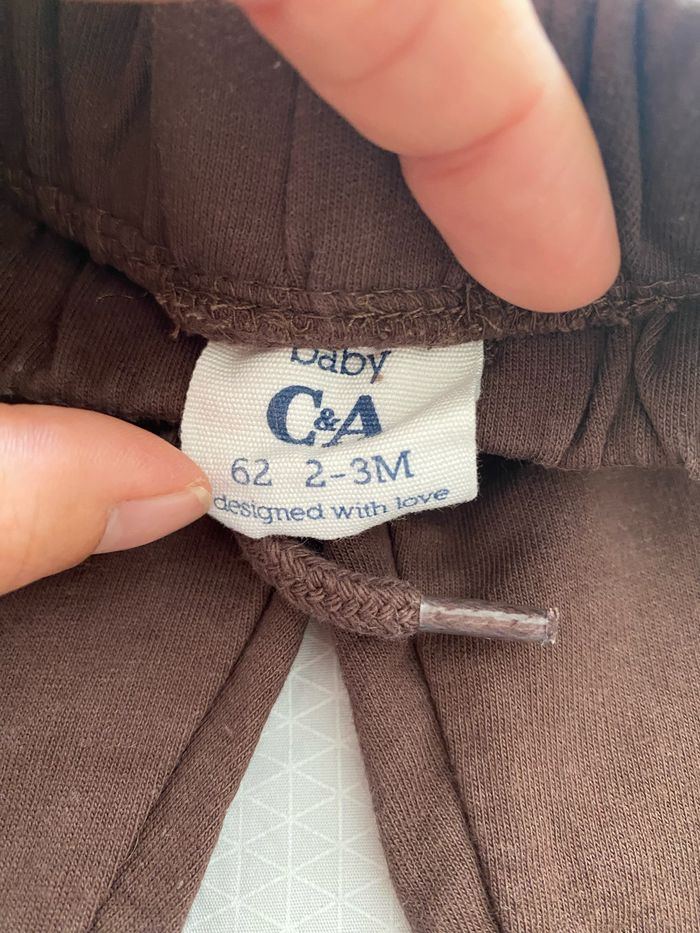 baby
C&A
62 2-3M
designed with love